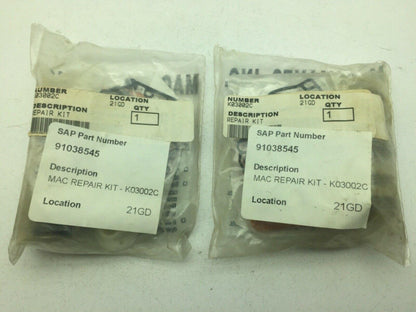 NUMBER
K03002C
LOCATION
21GD
QTY
1
DESCRIPTION
REPAIR KIT
SAP Part Number
91038545
Description
MAC REPAIR KIT - K03002C
Location
21GD
NUMBER
K03002C
LOCATION
21GD
QTY
1
DESCRIPTION
REPAIR KIT
SAP Part Number
91038545
Description
MAC REPAIR KIT - K03002C
Location
21GD